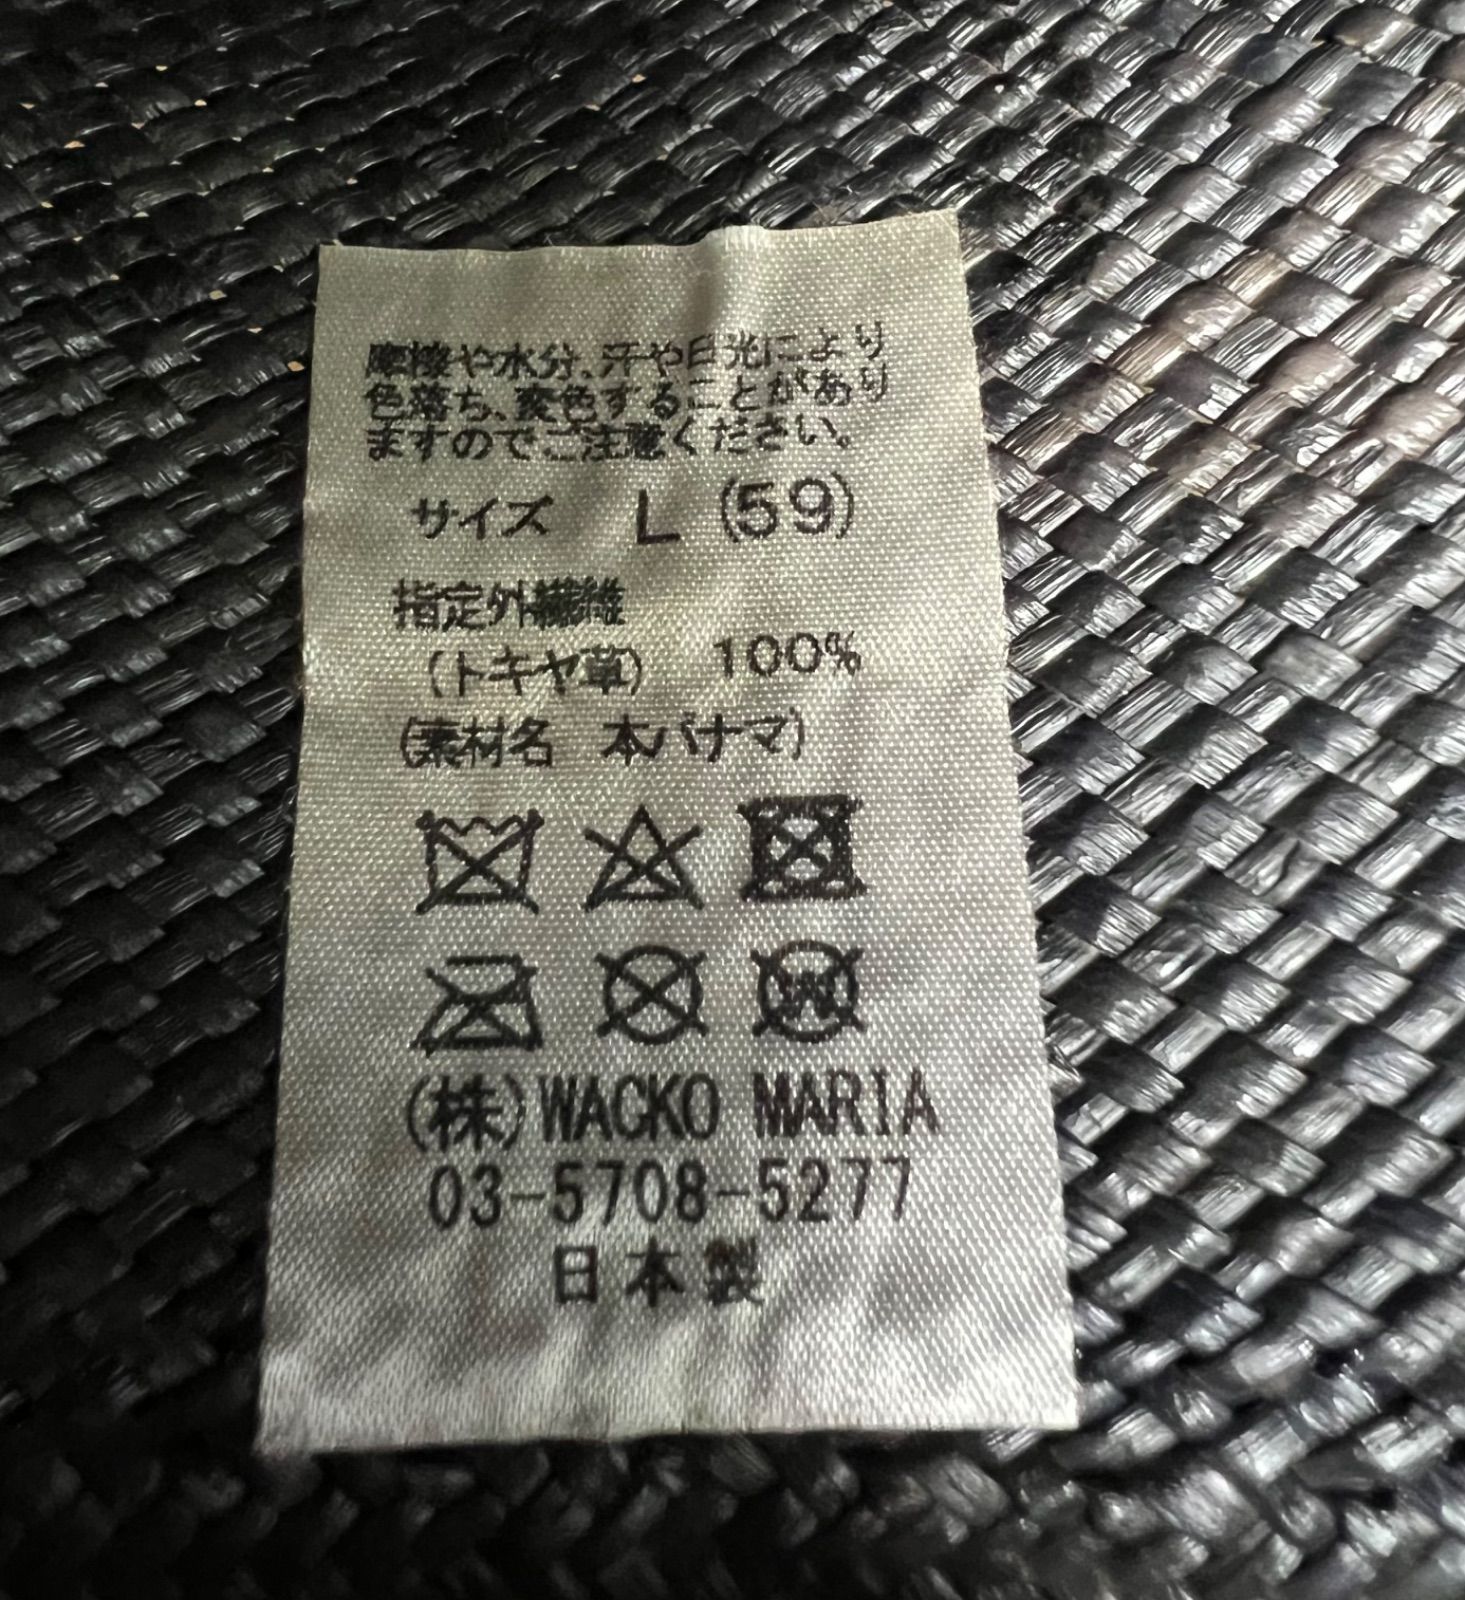 摩擦や水分、汗や日光により
色落ち、変色することがあり
ますのでご注意ください。
サイズ L (59)
指定外繊維
(トキヤ草) 100%
(素材名 本パナマ)
(株)WACKO MARIA
03-5708-5277
日本製